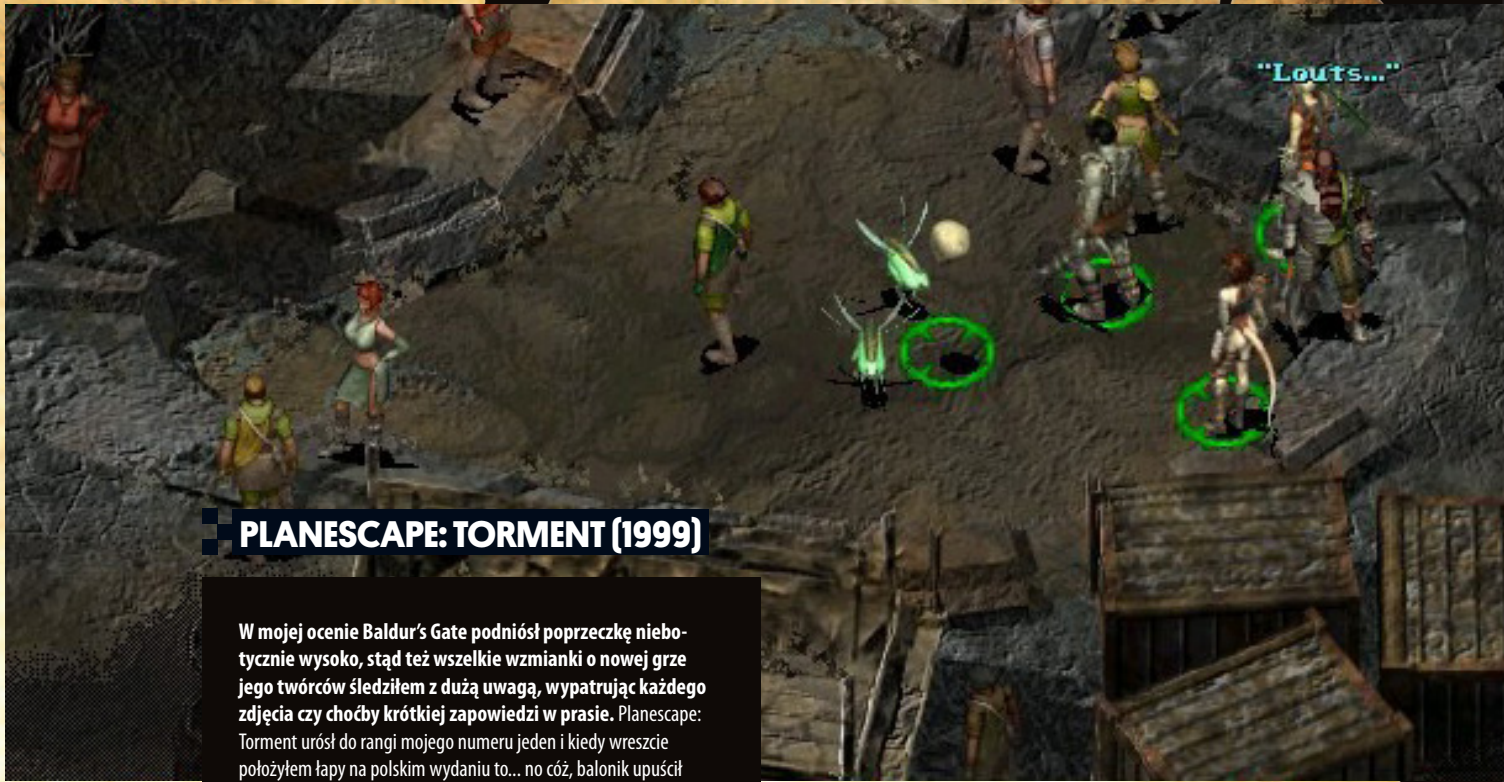 "Louts..."
PLANESCAPE: TORMENT (1999)
W mojej ocenie Baldur's Gate podniósł poprzeczkę niebo-
tycznie wysoko, stąd też wszelkie wzmianki o nowej grze
jego twórców śledziłem z dużą uwagą, wypatrując każdego
zdjęcia czy choćby krótkiej zapowiedzi w prasie. Planescape:
Torment urósł do rangi mojego numeru jeden i kiedy wreszcie
położyłem łapy na polskim wydaniu to... no cóż, balonik upuścił